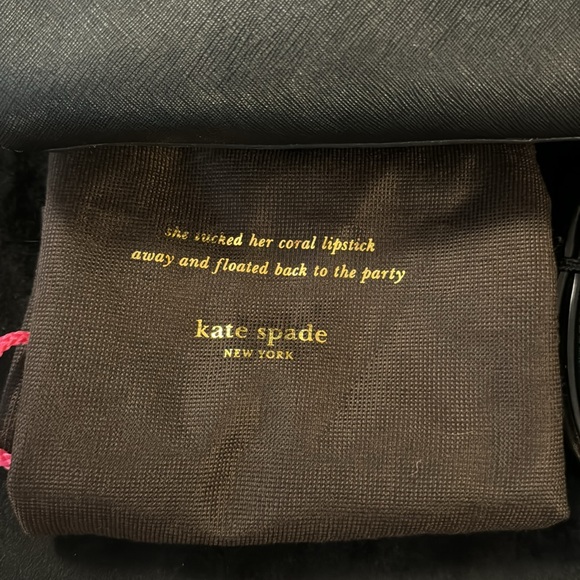 she tucked her coral lipstick
away and floated back to the party
kate spade
NEW YORK